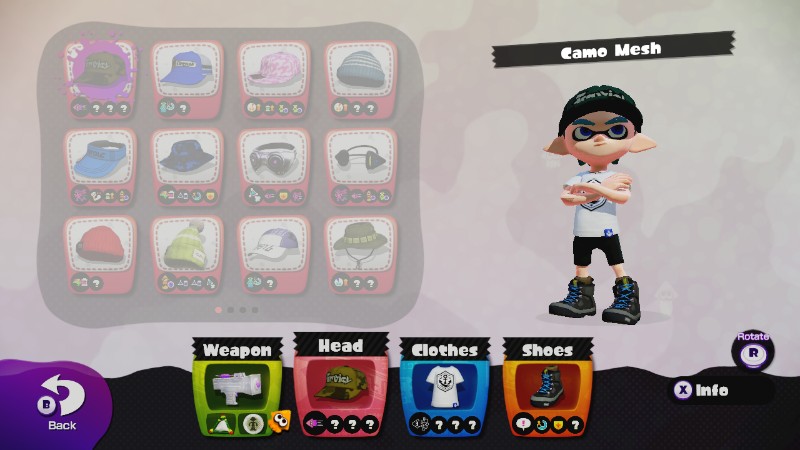 Camo Mesh
Weapon
Head
Clothes
Shoes
? ? ?
? ? ?
? ? ?
?
Rotate
R
X Info
B
Back